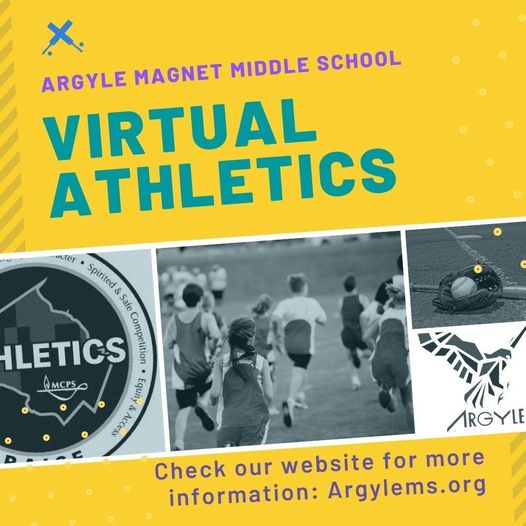 ARGYLE MAGNET MIDDLE SCHOOL
VIRTUAL
ATHLETICS
Spirited & Safe Competition
Equity & Access
HLETICS
MCPS
ARGYLE
Check our website for more
information: Argylems.org